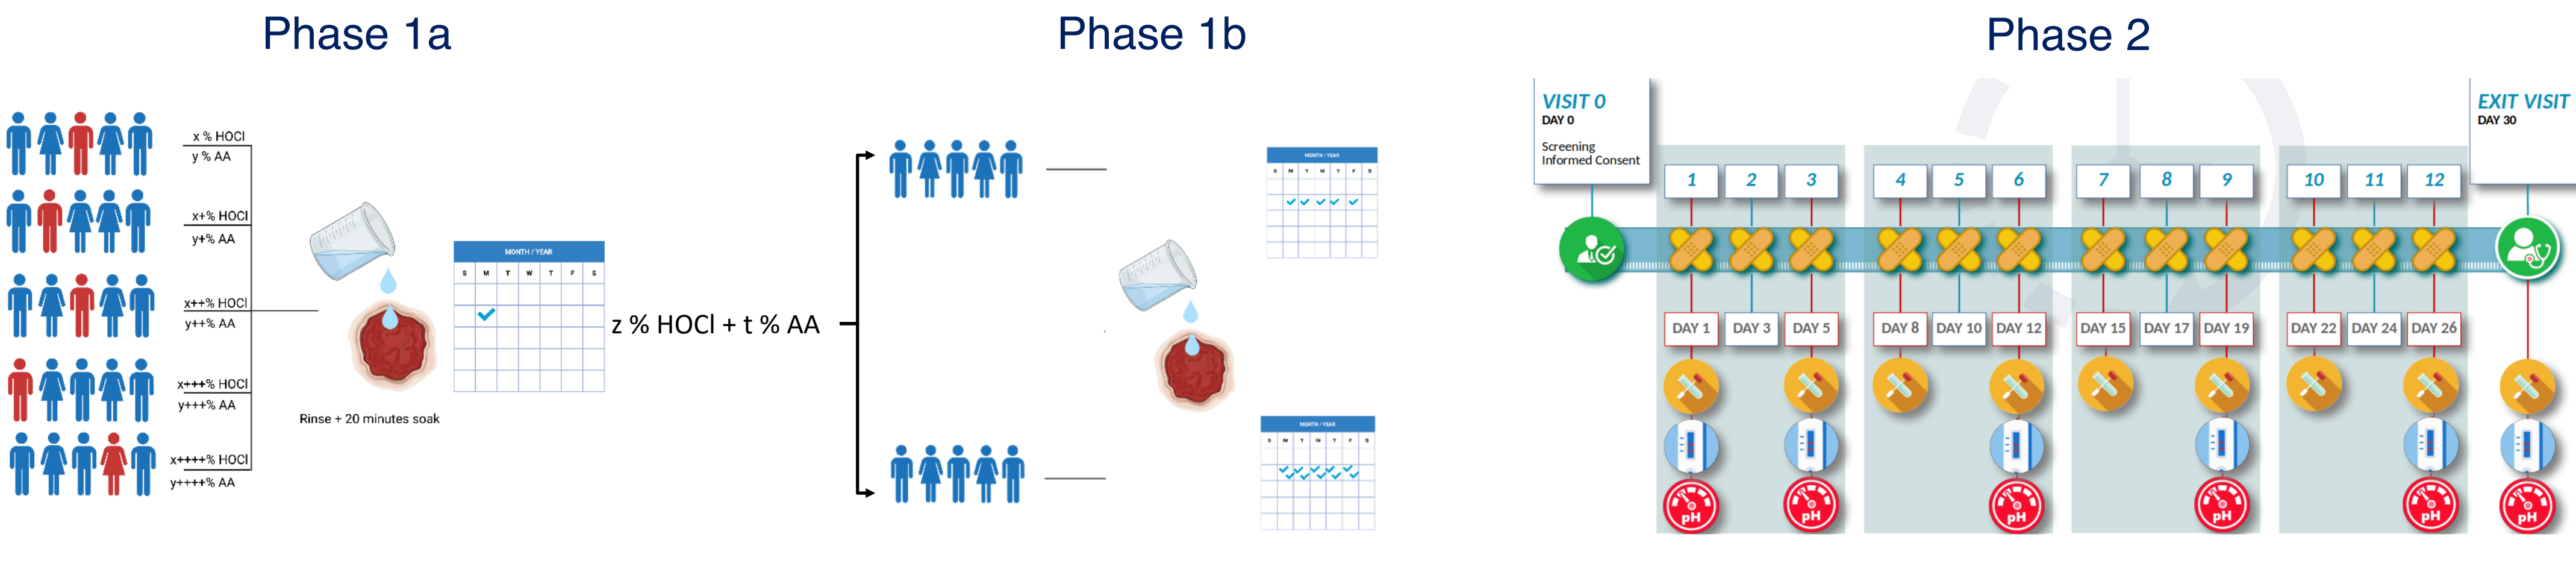 Phase 1a
x % HOCl
y % AA
x+% HOCl
y+% AA
x++% HOCl
y++% AA
x+++% HOCl
y+++% AA
x++++% HOCl
y++++% AA
Rinse + 20 minutes soak
MONTH / YEAR
S M T W T F S
z % HOCl + t % AA
Phase 1b
MONTH / YEAR
S M T W T F S
MONTH / YEAR
S M T W T F S
Phase 2
VISIT 0
DAY 0
Screening
Informed Consent
1 2 3 4 5 6 7 8 9 10 11 12
EXIT VISIT
DAY 30
DAY 1 DAY 3 DAY 5 DAY 8 DAY 10 DAY 12 DAY 15 DAY 17 DAY 19 DAY 22 DAY 24 DAY 26
pH pH pH pH pH pH